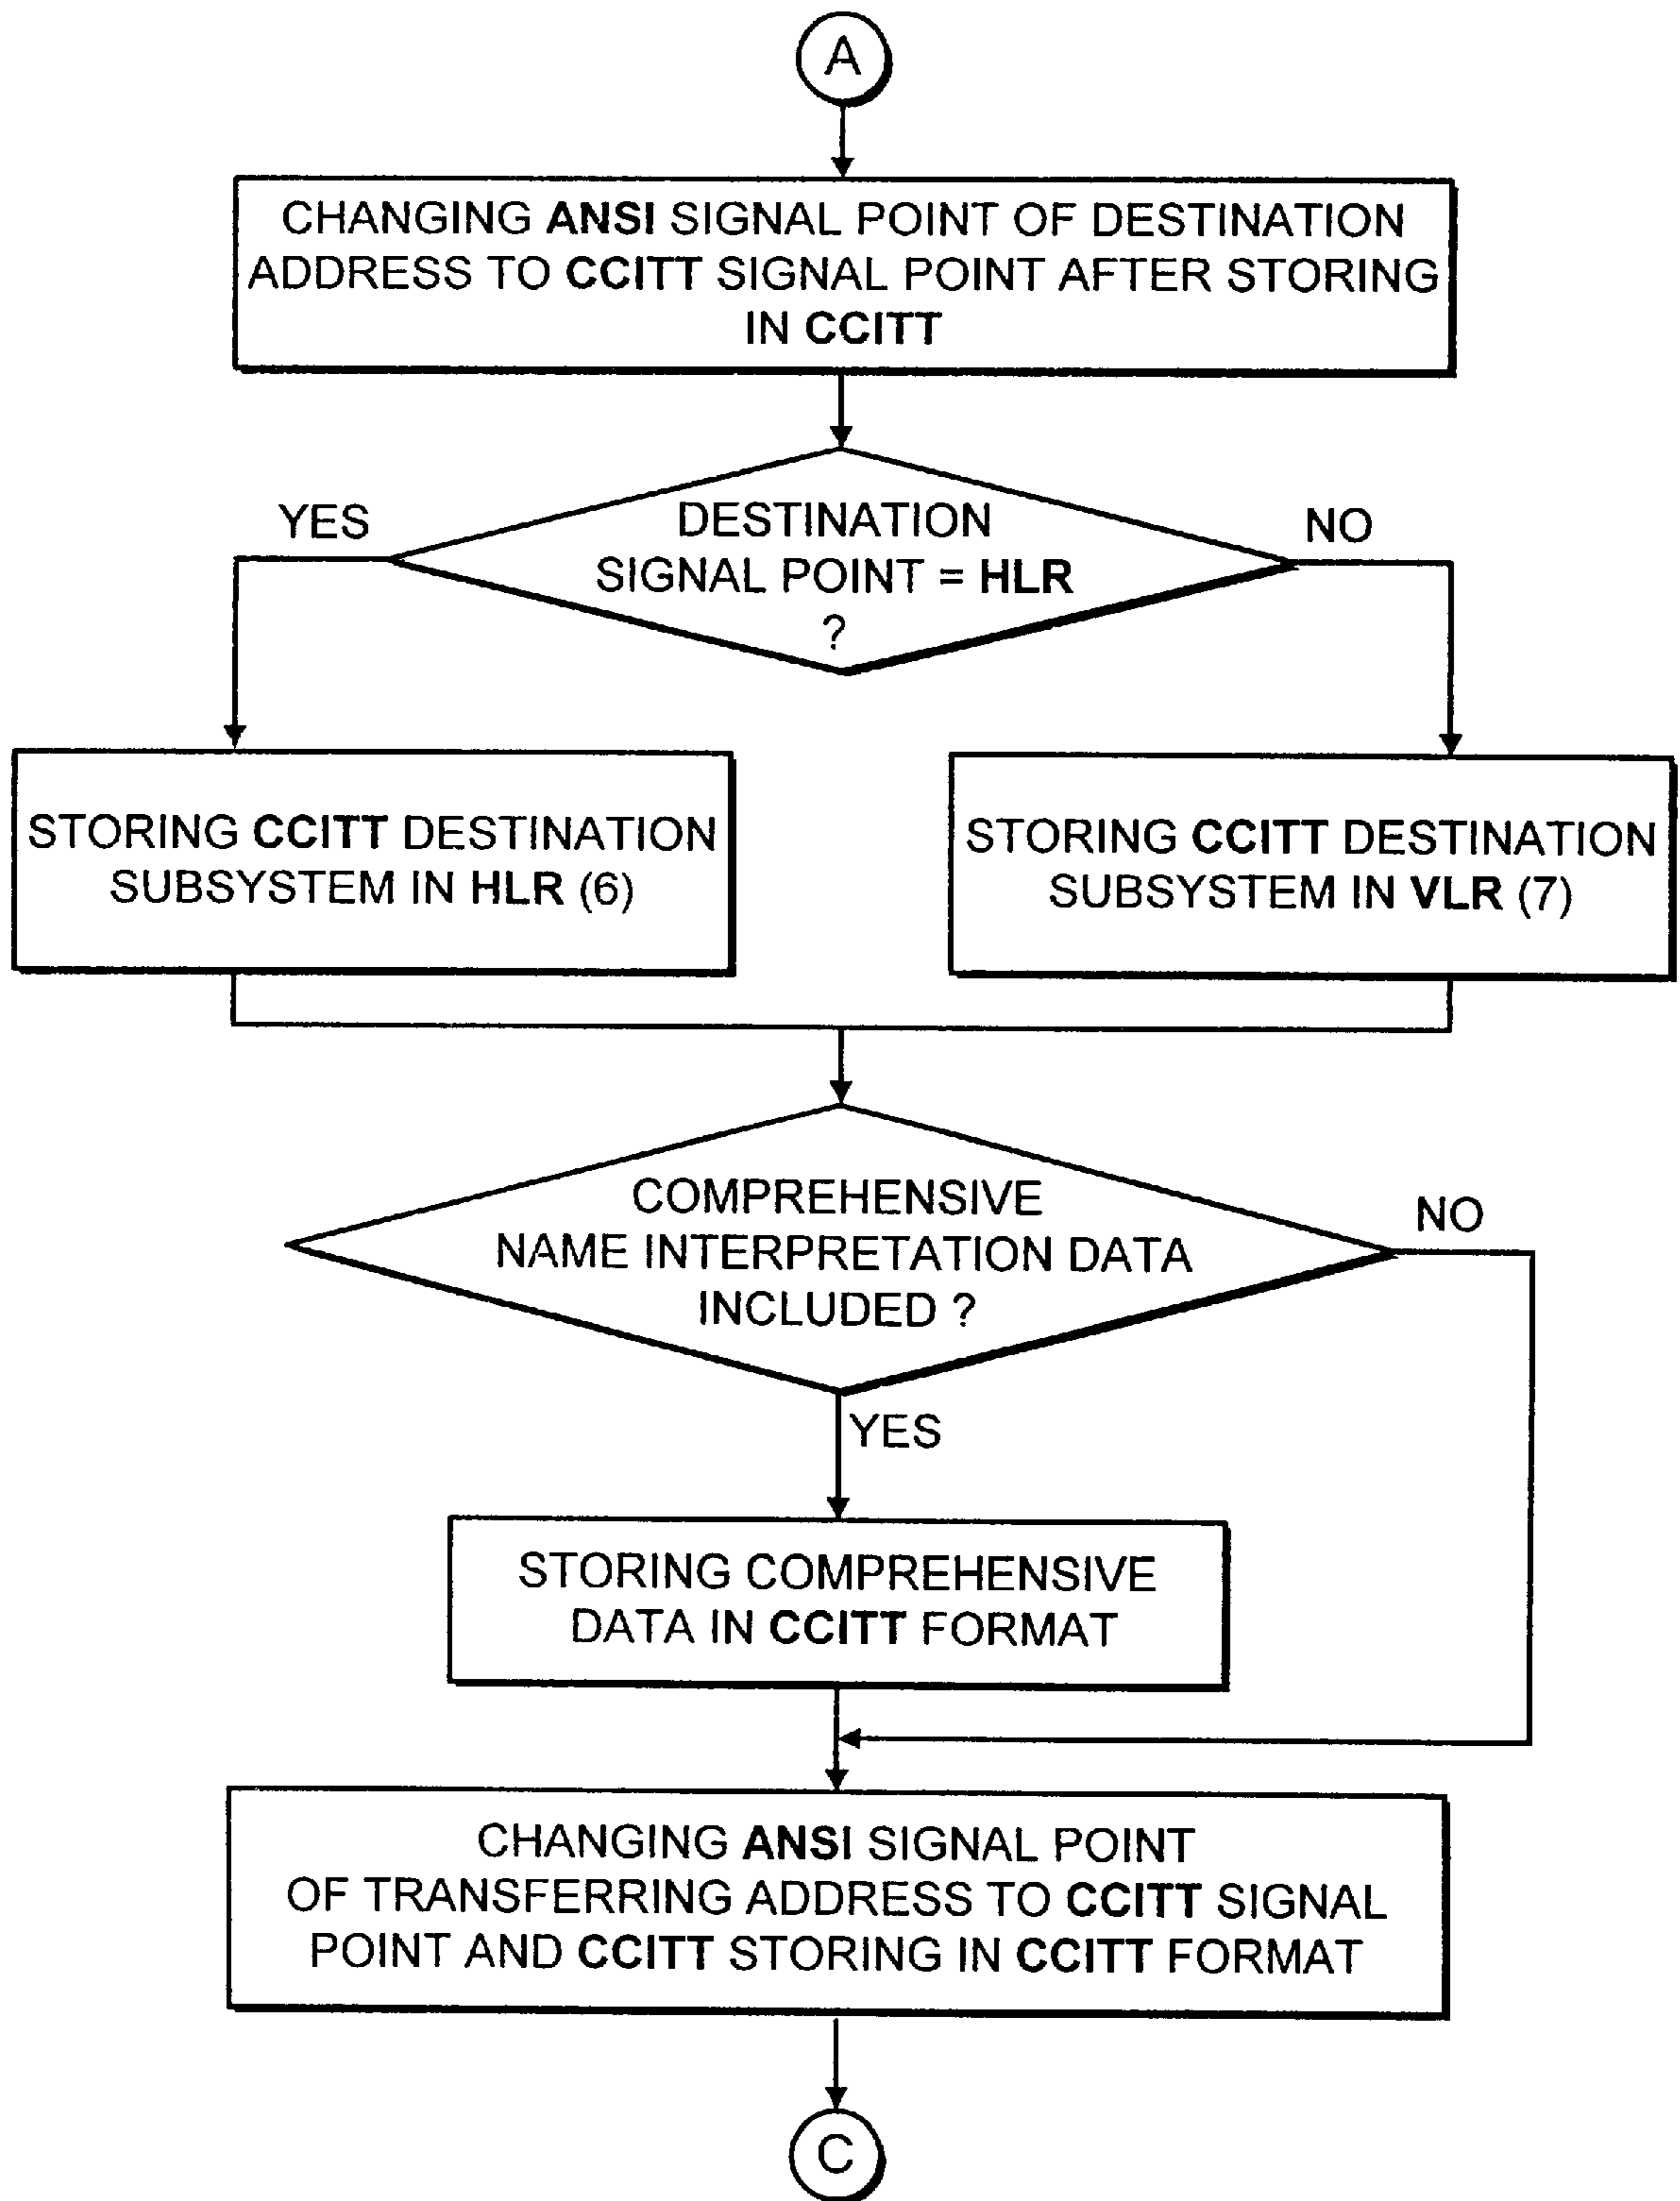 A
CHANGING ANSI SIGNAL POINT OF DESTINATION
ADDRESS TO CCITT SIGNAL POINT AFTER STORING
IN CCITT
YES
DESTINATION
SIGNAL POINT = HLR
?
NO
STORING CCITT DESTINATION
SUBSYSTEM IN HLR (6)
STORING CCITT DESTINATION
SUBSYSTEM IN VLR (7)
COMPREHENSIVE
NAME INTERPRETATION DATA
INCLUDED ?
NO
YES
STORING COMPREHENSIVE
DATA IN CCITT FORMAT
CHANGING ANSI SIGNAL POINT
OF TRANSFERRING ADDRESS TO CCITT SIGNAL
POINT AND CCITT STORING IN CCITT FORMAT
C